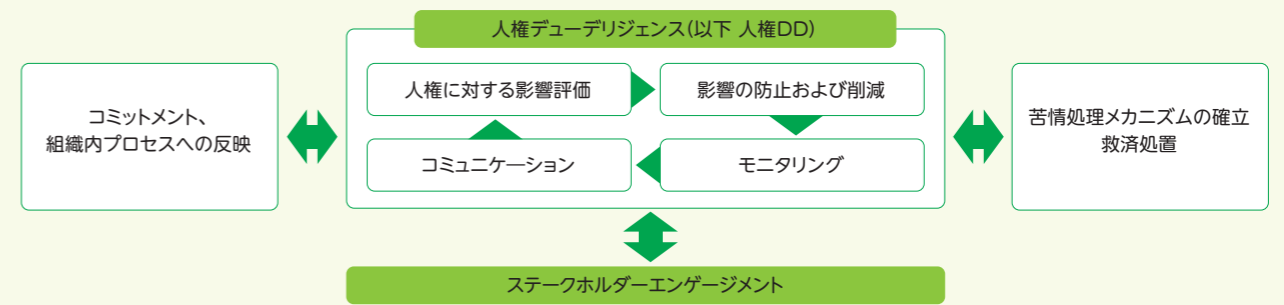 人権デューデリジェンス(以下 人権DD)
コミットメント、
組織内プロセスへの反映
人権に対する影響評価
影響の防止および削減
コミュニケーション
モニタリング
苦情処理メカニズムの確立
救済処置
ステークホルダーエンゲージメント